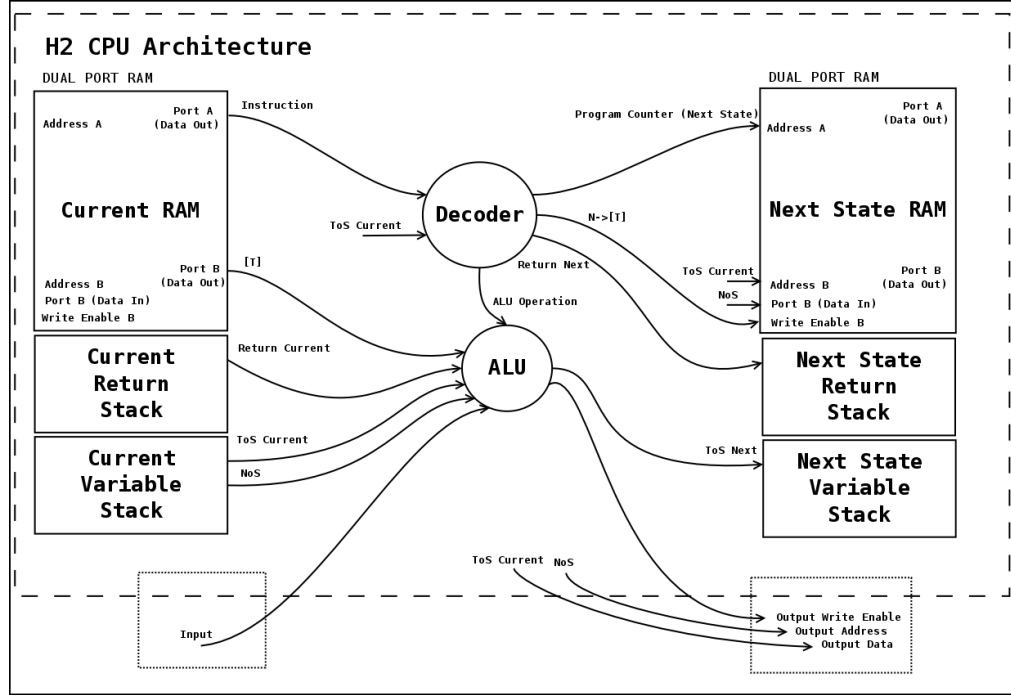 H2 CPU Architecture
DUAL PORT RAM
Address A
Port A
(Data Out)
Current RAM
Port B
(Data Out)
Address B
Port B (Data In)
Write Enable B
Current
Return
Stack
Current
Variable
Stack
Instruction
[T]
Return Current
ToS Current
NoS
Input
ToS Current
Decoder
ALU Operation
ALU
Program Counter (Next State)
N->[T]
Return Next
ToS Current
NoS
ToS Next
DUAL PORT RAM
Port A
(Data Out)
Address A
Next State RAM
Port B
(Data Out)
Address B
Port B (Data In)
Write Enable B
Next State
Return
Stack
Next State
Variable
Stack
ToS Current
NoS
Output Write Enable
Output Address
Output Data